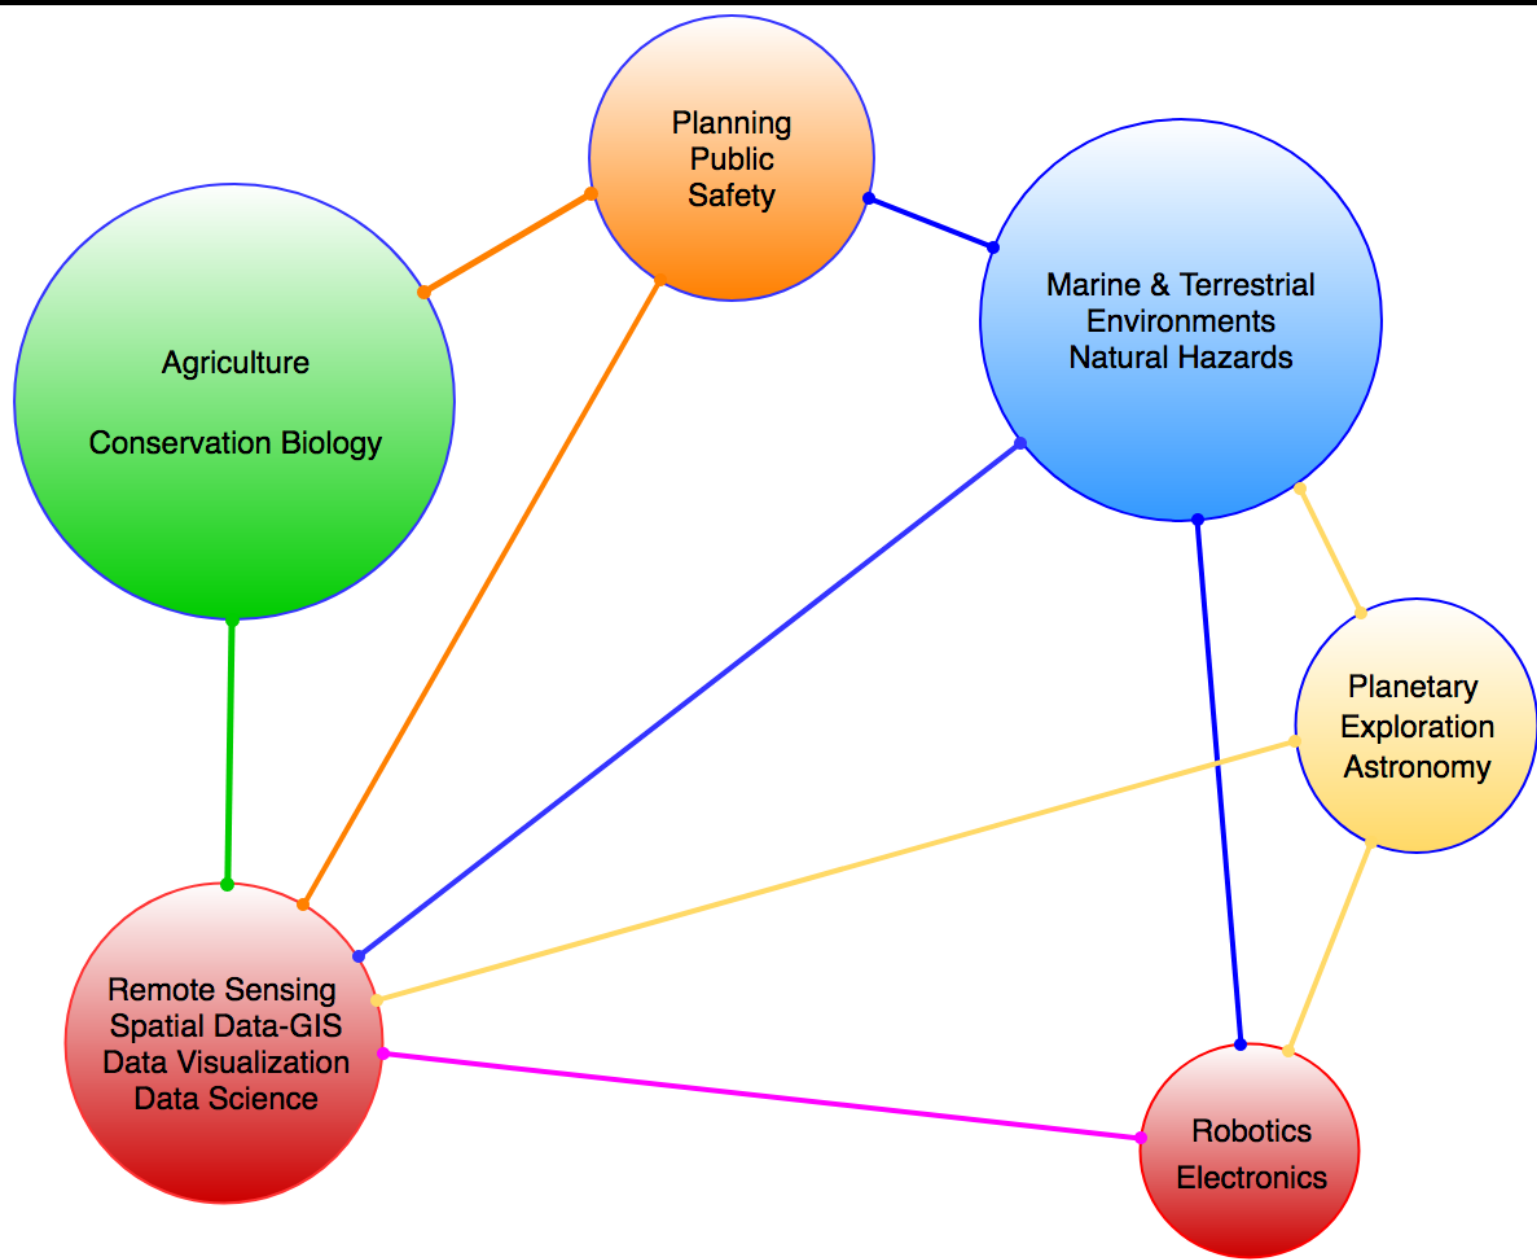 Planning
Public
Safety
Marine & Terrestrial
Environments
Natural Hazards
Agriculture
Conservation Biology
Planetary
Exploration
Astronomy
Remote Sensing
Spatial Data-GIS
Data Visualization
Data Science
Robotics
Electronics